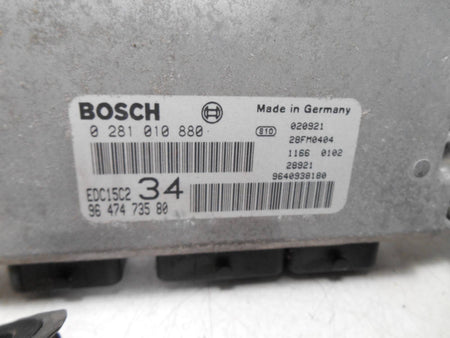 BOSCH
Made in Germany
0 281 010 880
STD 020921
28FM0404
1166 0102
28921
9640938180
EDC15C2 34
96 474 735 80